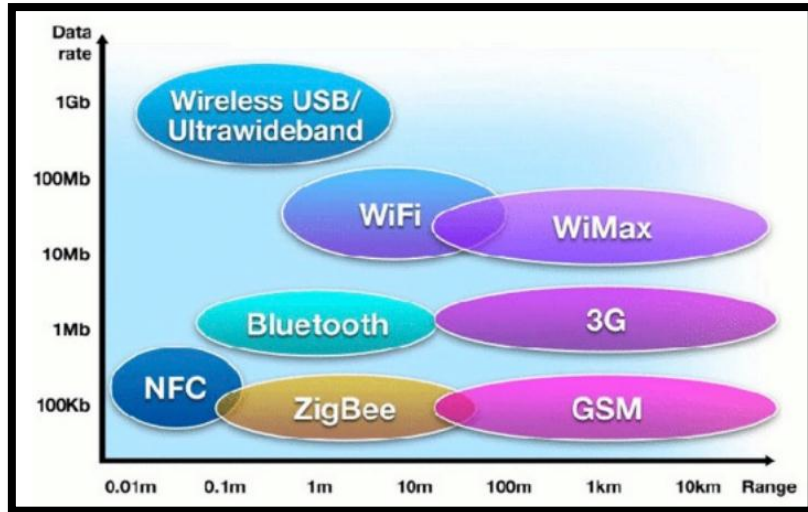 Data
rate
1Gb
100Mb
10Mb
1Mb
100Kb
Wireless USB/
Ultrawideband
WiFi
WiMax
Bluetooth
3G
NFC
ZigBee
GSM
0.01m 0.1m 1m 10m 100m 1km 10km Range